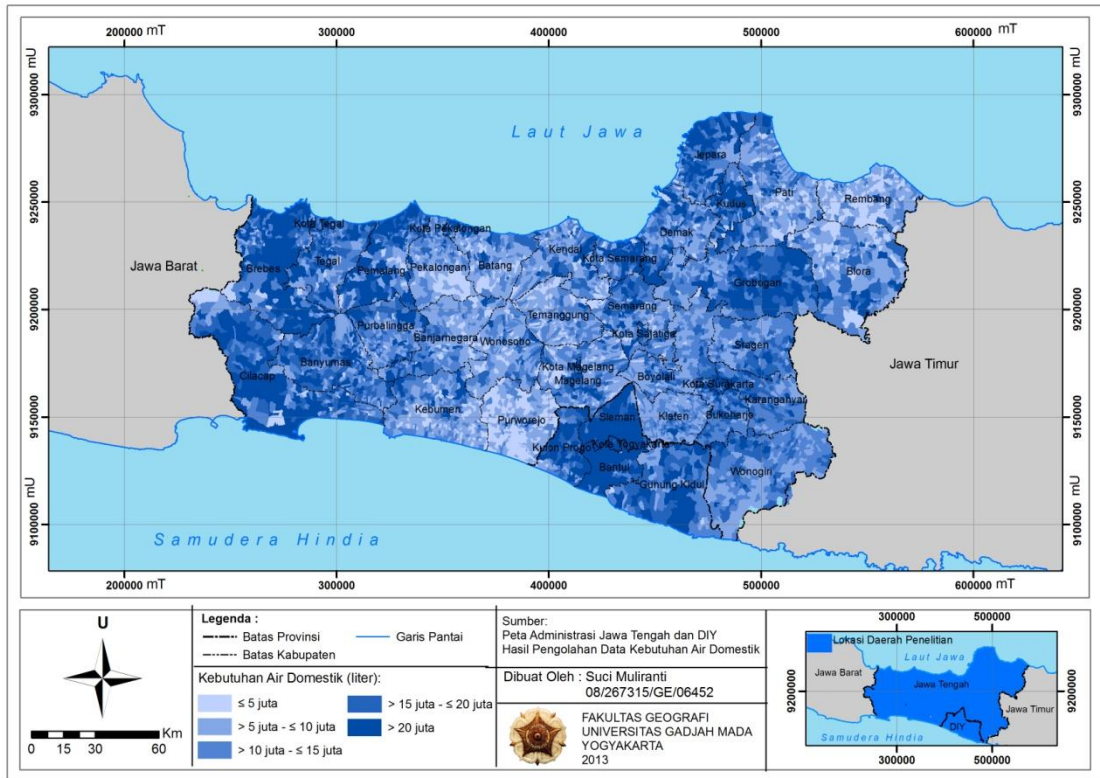 200000 mT
300000
400000
500000
600000
mU
mU
9300000
9300000
Laut Jawa
Jepara
Pati
Kudus
Rembang
9250000
9250000
Kota Tegal
Kota Pekalongan
Demak
Kendal
Kota Semarang
Jawa Barat
Brebes
Tegal
Pemalang
Pekalongan
Batang
Blora
Grobogan
9200000
9200000
Semarang
Temanggung
Purbalingga
Banjarnegara
Wonosobo
Kota Salatiga
Sragen
Banyumas
Kota Magelang
Jawa Timur
Cilacap
Magelang
Boyolali
Kota Surakarta
Karanganyar
Kebumen
Purworejo
Sleman
Klaten
Sukoharjo
9150000
9150000
Kulon Progo
Kota Yogyakarta
Bantul
Gunung Kidul
Wonogiri
mU
mU
9100000
9100000
Samudera Hindia
200000 mT
300000
400000
500000
600000
U
0 15 30 60 Km
Legenda :
Batas Provinsi
Garis Pantai
Batas Kabupaten
Kebutuhan Air Domestik (liter):
≤ 5 juta
> 15 juta - ≤ 20 juta
> 5 juta - ≤ 10 juta
> 20 juta
> 10 juta - ≤ 15 juta
Sumber:
Peta Administrasi Jawa Tengah dan DIY
Hasil Pengolahan Data Kebutuhan Air Domestik
Dibuat Oleh : Suci Muliranti
08/267315/GE/06452
FAKULTAS GEOGRAFI
UNIVERSITAS GADJAH MADA
YOGYAKARTA
2013
300000
500000
Lokasi Daerah Penelitian
Laut Jawa
Jawa Barat
Jawa Tengah
9200000
9200000
Jawa Timur
DIY
Samudera Hindia
300000
500000